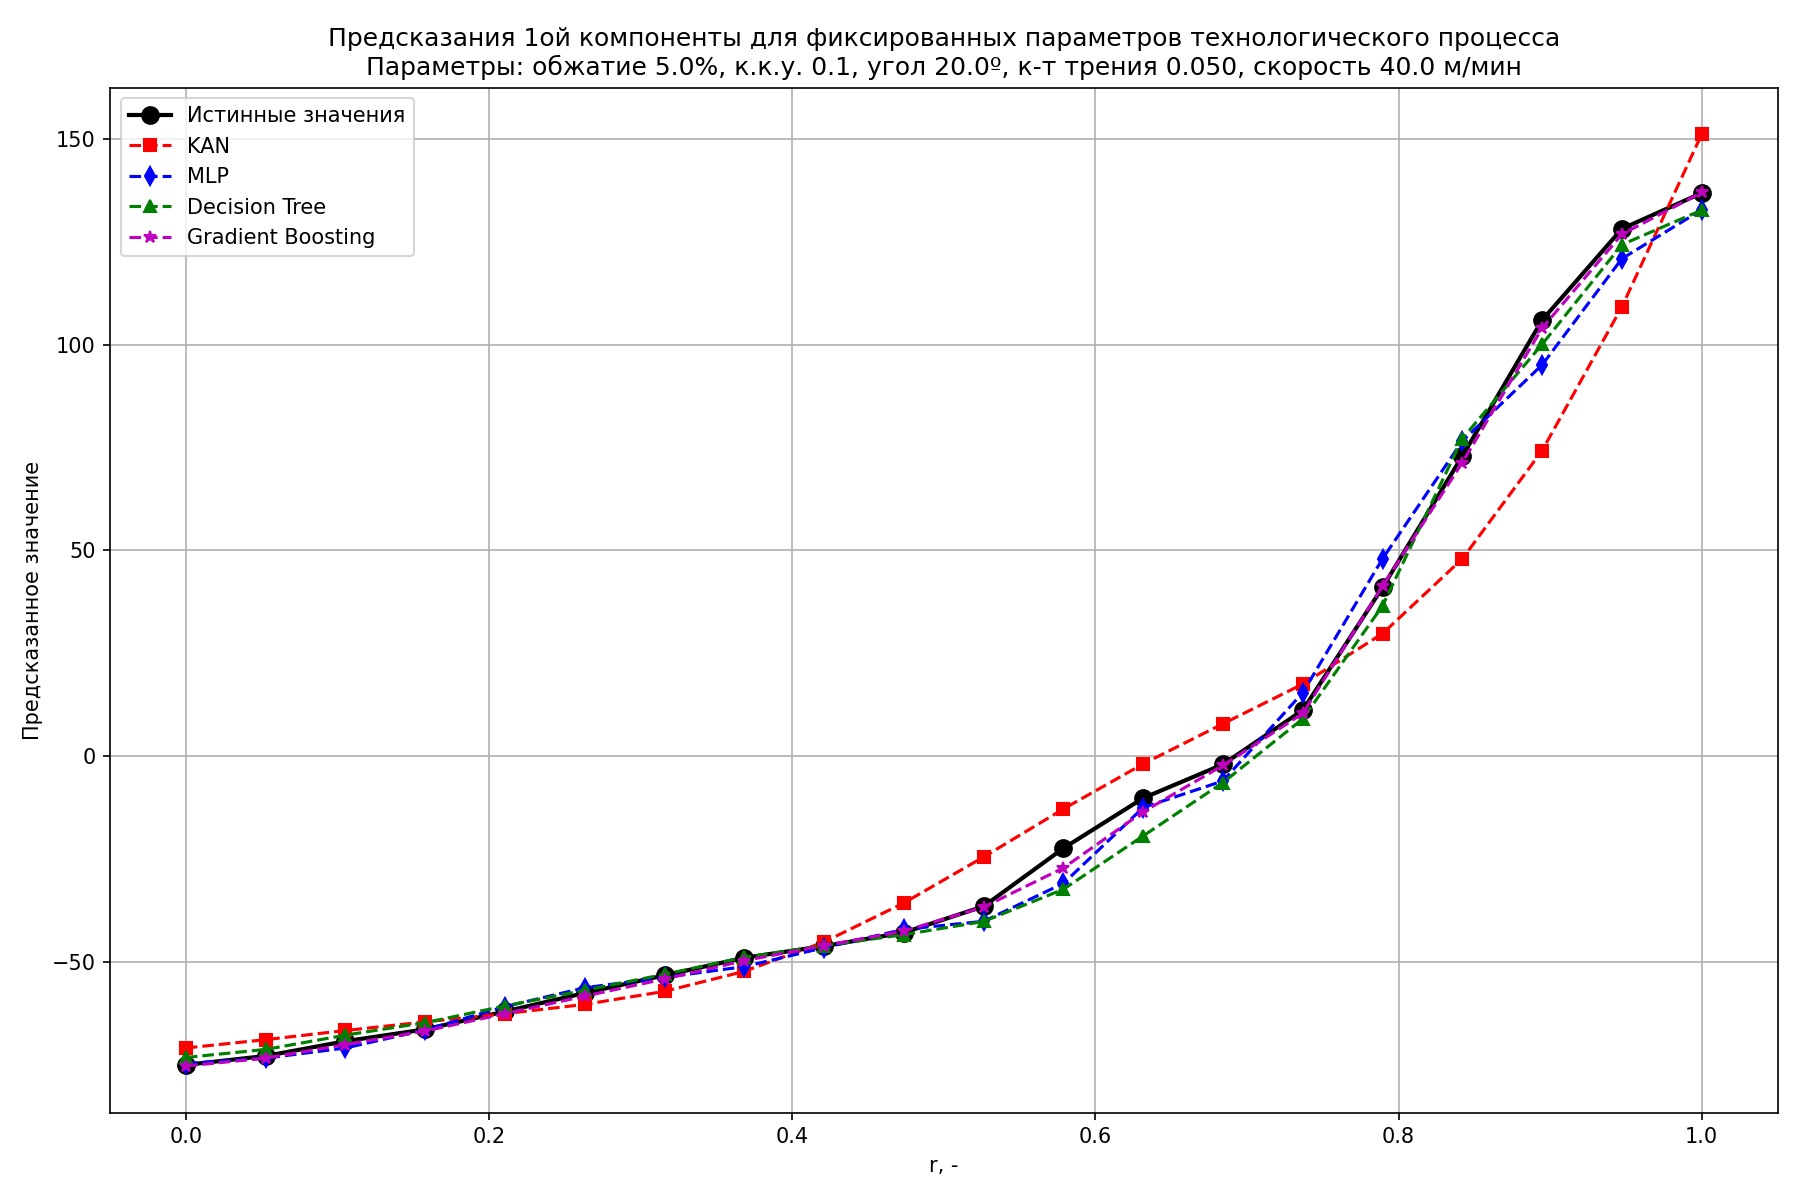 Предсказания 1ой компоненты для фиксированных параметров технологического процесса
Параметры: обжатие 5.0%, к.к.у. 0.1, угол 20.0º, к-т трения 0.050, скорость 40.0 м/мин
Истинные значения
KAN
MLP
Decision Tree
Gradient Boosting
Предсказанное значение
150
100
50
0
−50
0.0
0.2
0.4
0.6
0.8
1.0
r, -